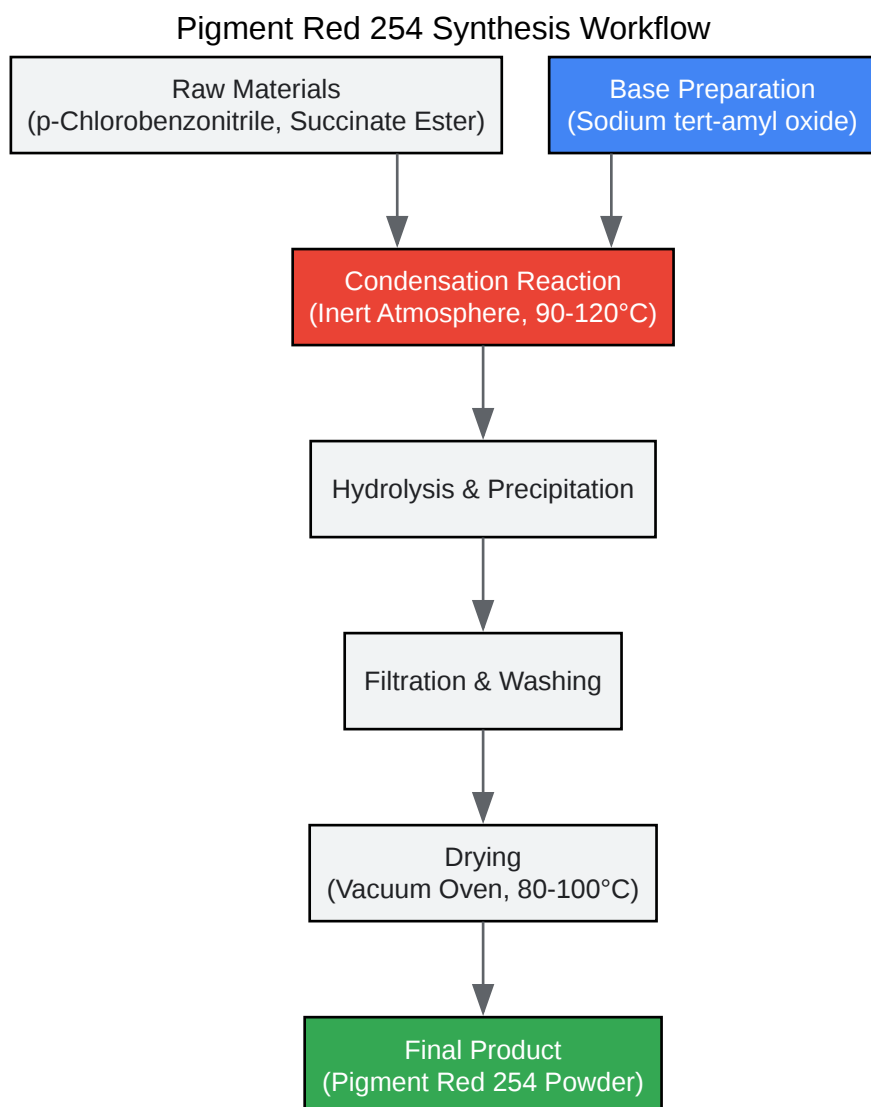 Pigment Red 254 Synthesis Workflow
Raw Materials
(p-Chlorobenzonitrile, Succinate Ester)
Base Preparation
(Sodium tert-amyl oxide)
Condensation Reaction
(Inert Atmosphere, 90-120°C)
Hydrolysis & Precipitation
Filtration & Washing
Drying
(Vacuum Oven, 80-100°C)
Final Product
(Pigment Red 254 Powder)